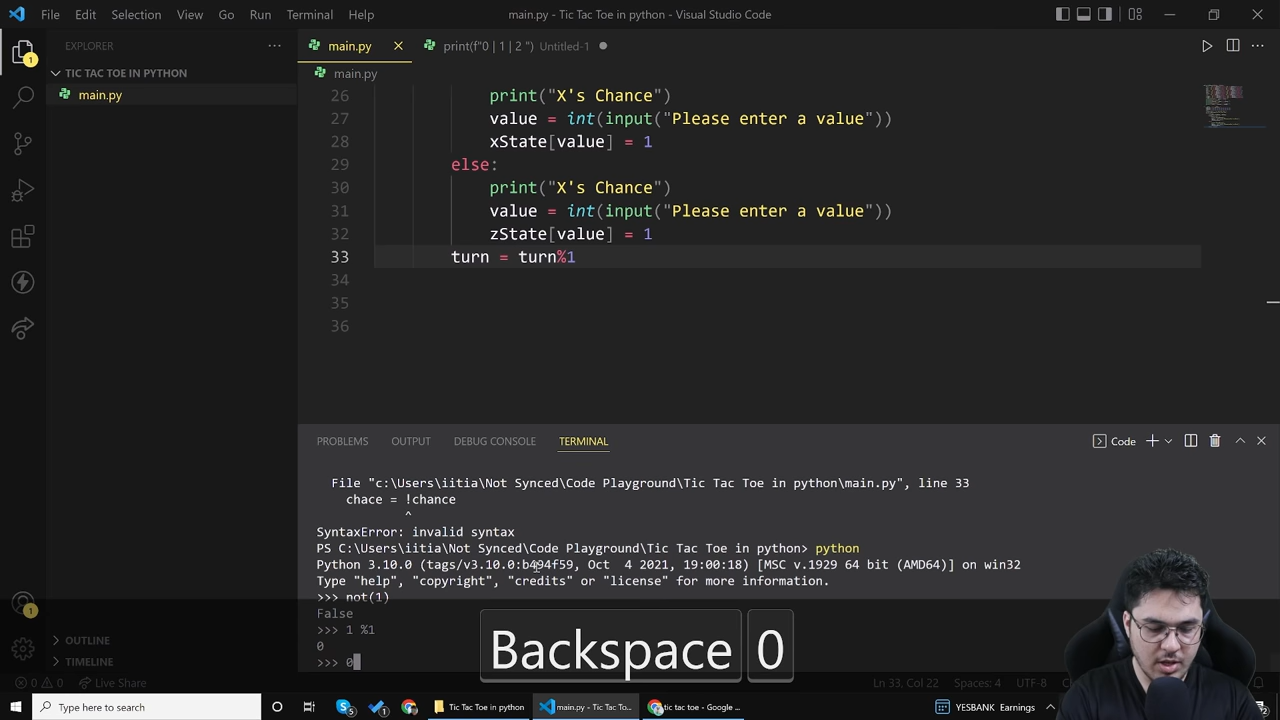 File Edit Selection View Go Run Terminal Help
main.py - Tic Tac Toe in python - Visual Studio Code
EXPLORER
TIC TAC TOE IN PYTHON
main.py
main.py
print(f"0 | 1 | 2 ") Untitled-1
main.py
26 print("X's Chance")
27 value = int(input("Please enter a value"))
28 xState[value] = 1
29 else:
30 print("X's Chance")
31 value = int(input("Please enter a value"))
32 zState[value] = 1
33 turn = turn%1
34
35
36
PROBLEMS OUTPUT DEBUG CONSOLE TERMINAL
Code
File "c:\Users\iitia\Not Synced\Code Playground\Tic Tac Toe in python\main.py", line 33
chace = !chance
^
SyntaxError: invalid syntax
PS C:\Users\iitia\Not Synced\Code Playground\Tic Tac Toe in python> python
Python 3.10.0 (tags/v3.10.0:b494f59, Oct 4 2021, 19:00:18) [MSC v.1929 64 bit (AMD64)] on win32
Type "help", "copyright", "credits" or "license" for more information.
>>> not(1)
False
>>> 1 %1
0
>>> 0
Backspace 0
OUTLINE
TIMELINE
0 0 Live Share
Ln 33, Col 22 Spaces: 4 UTF-8
Type here to search
Tic Tac Toe in python
main.py - Tic Tac To...
tic tac toe - Google ...
YESBANK Earnings